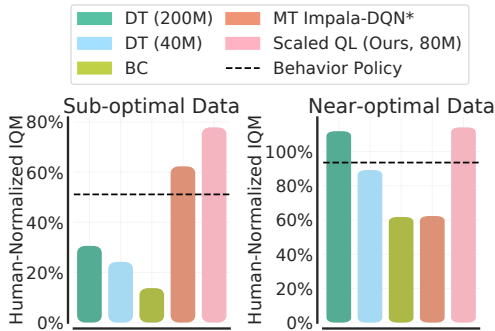 DT (200M)
DT (40M)
BC
MT Impala-DQN*
Scaled QL (Ours, 80M)
Behavior Policy
Sub-optimal Data
Human-Normalized IQM
80%
60%
40%
20%
0%
Near-optimal Data
Human-Normalized IQM
100%
80%
60%
40%
20%
0%